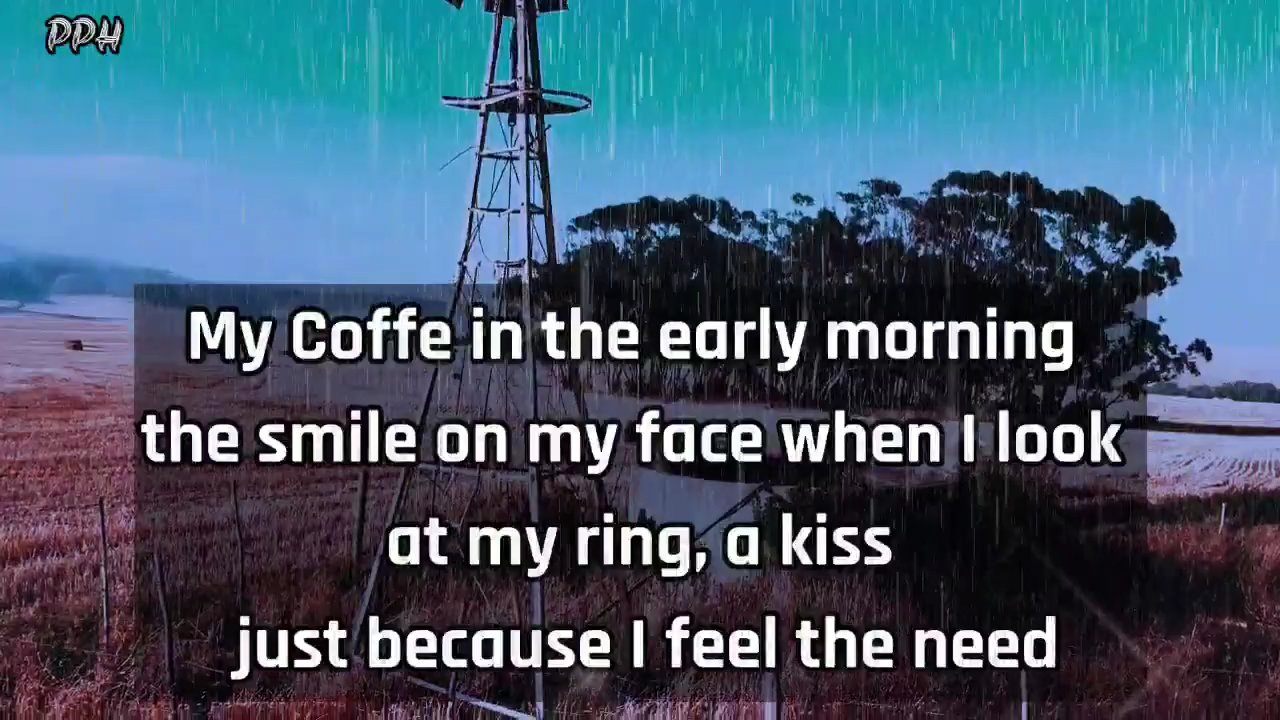 PPH
My Coffe in the early morning
the smile on my face when I look
at my ring, a kiss
just because I feel the need